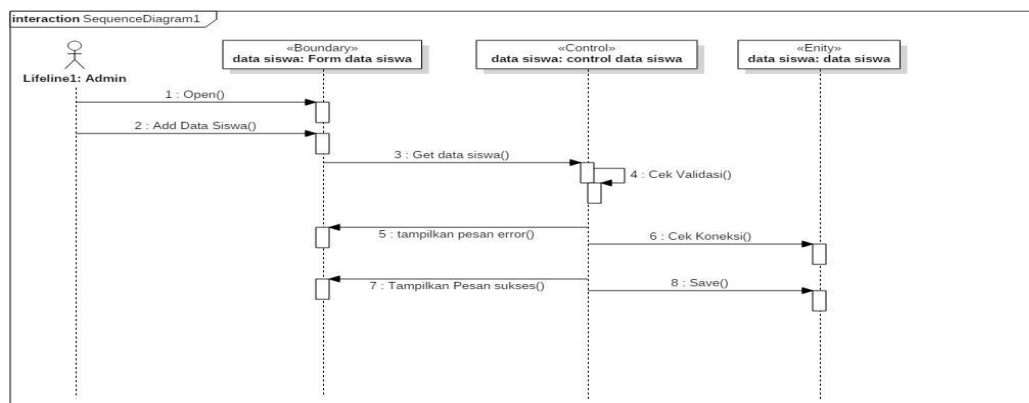 interaction SequenceDiagram1
«Boundary»
data siswa: Form data siswa
«Control»
data siswa: control data siswa
«Enity»
data siswa: data siswa
Lifeline1: Admin
1 : Open()
2 : Add Data Siswa()
3 : Get data siswa()
4 : Cek Validasi()
5 : tampilkan pesan error()
6 : Cek Koneksi()
7 : Tampilkan Pesan sukses()
8 : Save()